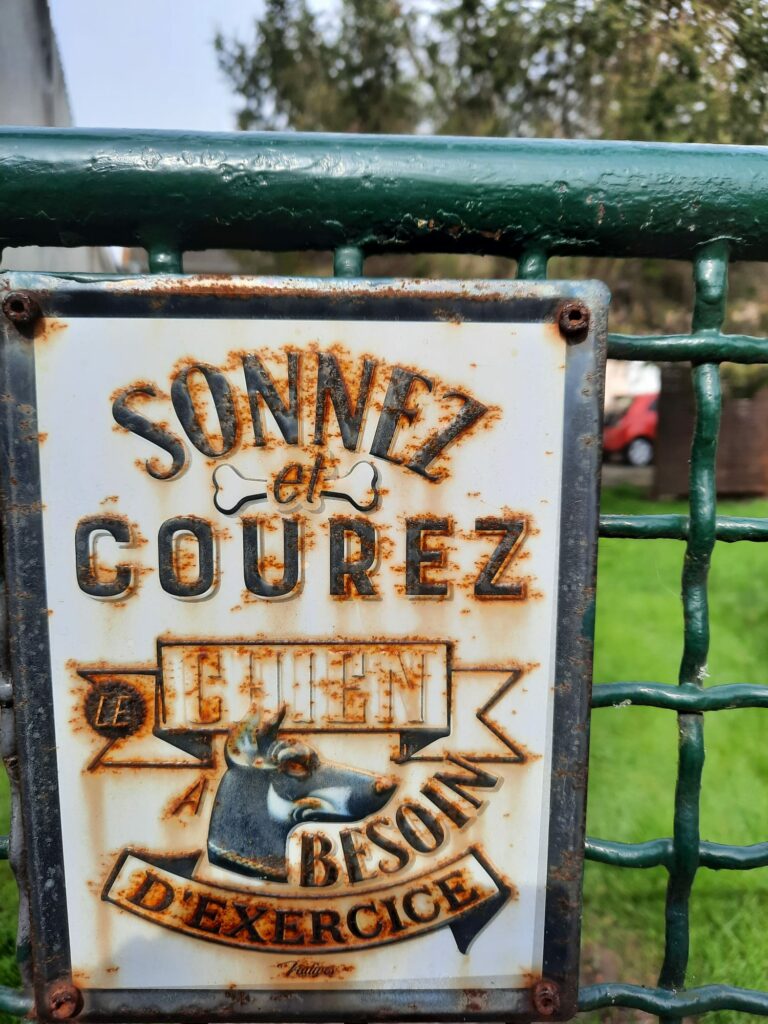 SONNEZ
et
COUREZ
LE CHIEN
A BESOIN
D'EXERCICE